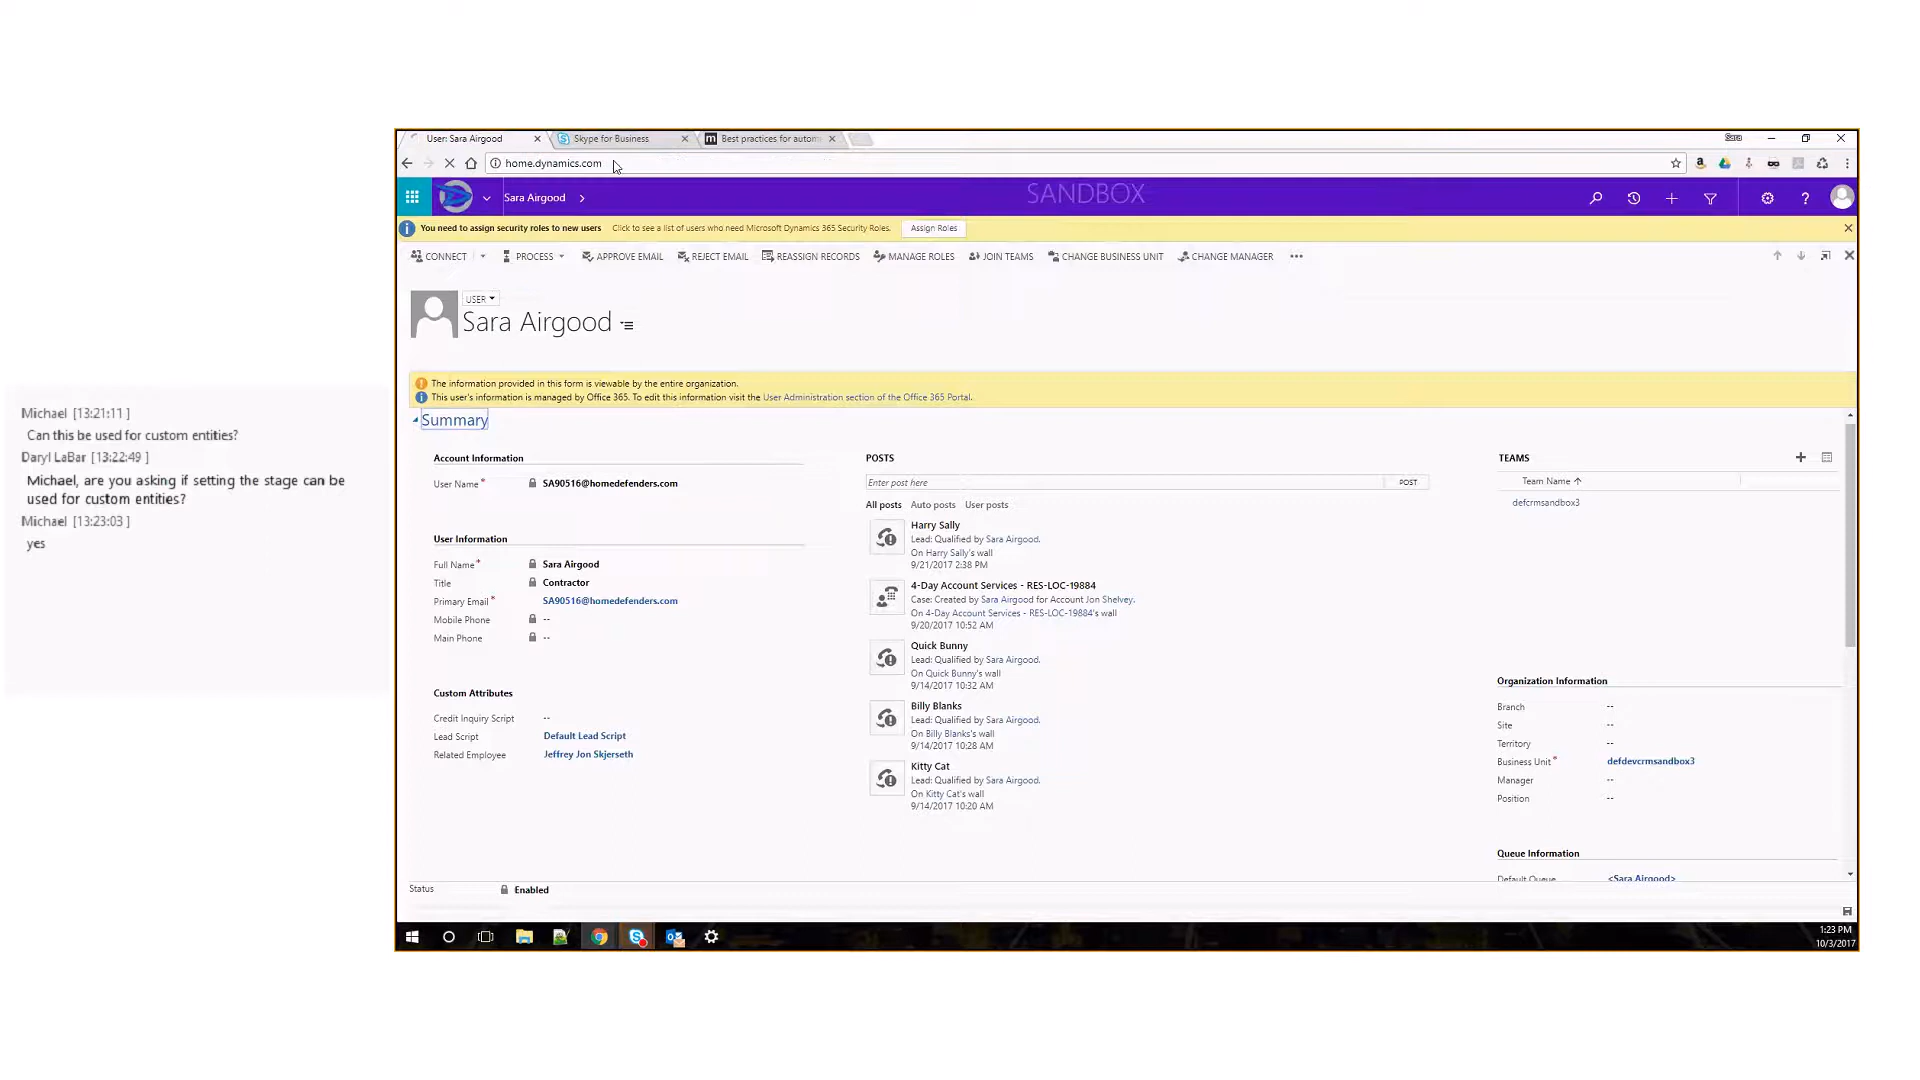 Michael [13:21:11 ]
Can this be used for custom entities?
Daryl LaBar [13:22:49 ]
Michael, are you asking if setting the stage can be
used for custom entities?
Michael [13:23:03 ]
yes
User: Sara Airgood
Skype for Business
Best practices for autom
Sara
home.dynamics.com
Sara Airgood
SANDBOX
You need to assign security roles to new users Click to see a list of users who need Microsoft Dynamics 365 Security Roles. Assign Roles
CONNECT PROCESS APPROVE EMAIL REJECT EMAIL REASSIGN RECORDS MANAGE ROLES JOIN TEAMS CHANGE BUSINESS UNIT CHANGE MANAGER
USER
Sara Airgood
The information provided in this form is viewable by the entire organization.
This user's information is managed by Office 365. To edit this information visit the User Administration section of the Office 365 Portal.
Summary
Account Information
User Name* SA90516@homedefenders.com
User Information
Full Name* Sara Airgood
Title Contractor
Primary Email* SA90516@homedefenders.com
Mobile Phone --
Main Phone --
Custom Attributes
Credit Inquiry Script --
Lead Script Default Lead Script
Related Employee Jeffrey Jon Skjerseth
POSTS
Enter post here POST
All posts Auto posts User posts
Harry Sally
Lead: Qualified by Sara Airgood.
On Harry Sally's wall
9/21/2017 2:38 PM
4-Day Account Services - RES-LOC-19884
Case: Created by Sara Airgood for Account Jon Shelvey.
On 4-Day Account Services - RES-LOC-19884's wall
9/20/2017 10:52 AM
Quick Bunny
Lead: Qualified by Sara Airgood.
On Quick Bunny's wall
9/14/2017 10:32 AM
Billy Blanks
Lead: Qualified by Sara Airgood.
On Billy Blanks's wall
9/14/2017 10:28 AM
Kitty Cat
Lead: Qualified by Sara Airgood.
On Kitty Cat's wall
9/14/2017 10:20 AM
TEAMS
Team Name
defcrmsandbox3
Organization Information
Branch --
Site --
Territory --
Business Unit* defdevcrmsandbox3
Manager --
Position --
Queue Information
Default Queue <Sara Airgood>
Status Enabled
1:23 PM
10/3/2017